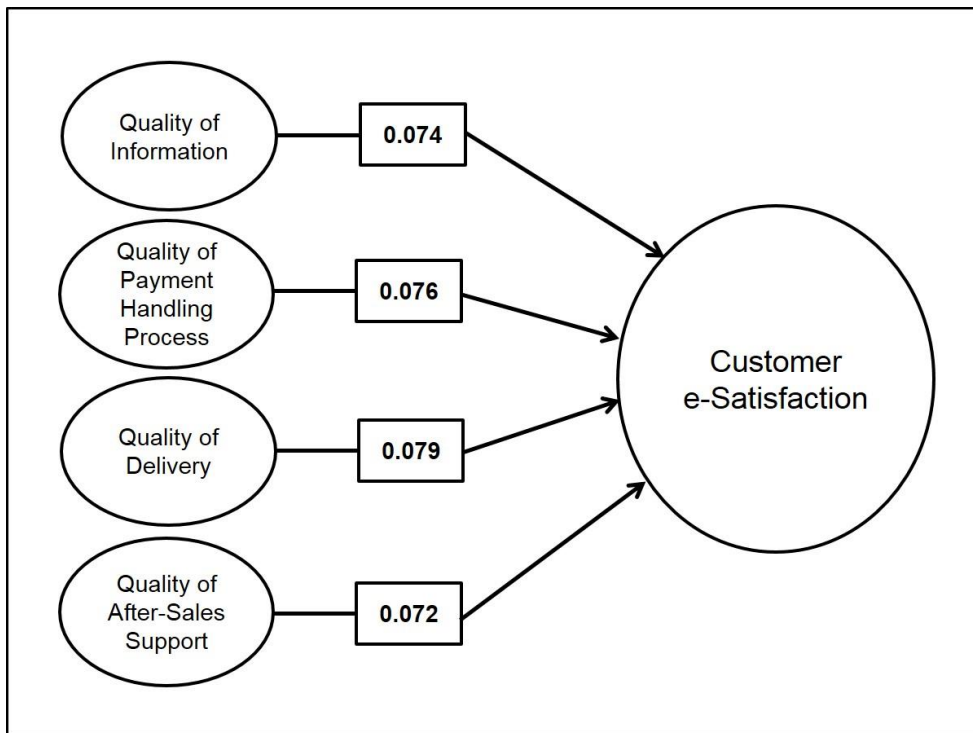 Quality of
Information
0.074
Quality of
Payment
Handling
Process
0.076
Quality of
Delivery
0.079
Quality of
After-Sales
Support
0.072
Customer
e-Satisfaction